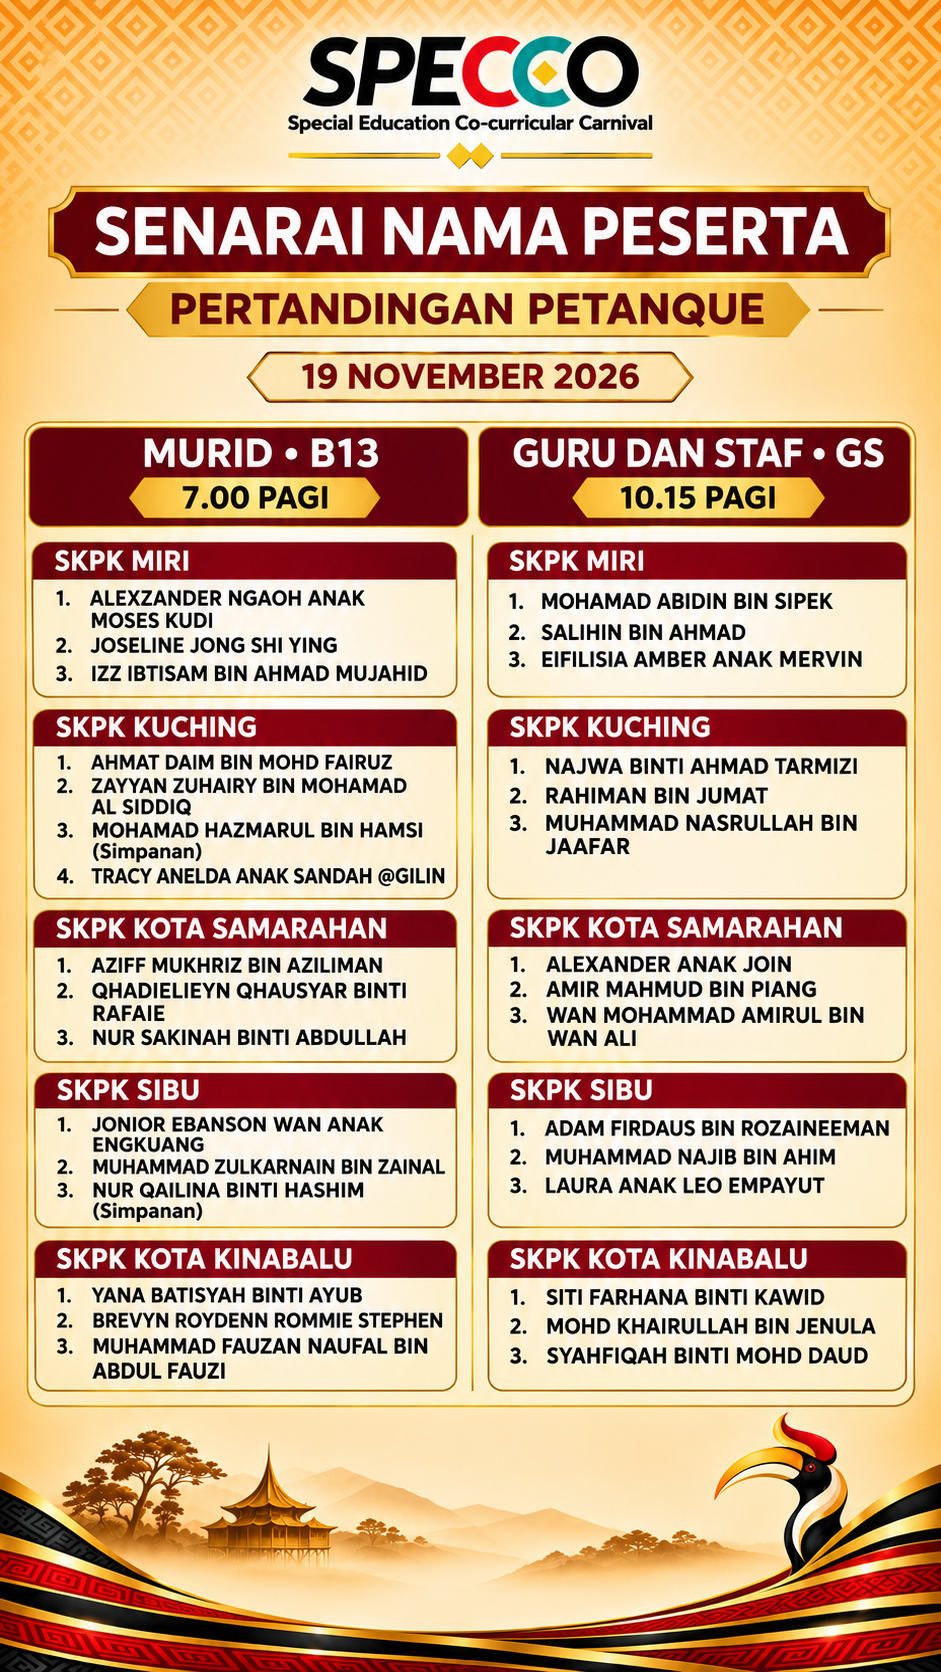 SPECCO
Special Education Co-curricular Carnival
SENARAI NAMA PESERTA
PERTANDINGAN PETANQUE
19 NOVEMBER 2026
MURID • B13
7.00 PAGI
SKPK MIRI
1. ALEXZANDER NGAOH ANAK
MOSES KUDI
2. JOSELINE JONG SHI YING
3. IZZ IBTISAM BIN AHMAD MUJAHID
SKPK KUCHING
1. AHMAT DAIM BIN MOHD FAIRUZ
2. ZAYYAN ZUHAIRY BIN MOHAMAD
AL SIDDIQ
3. MOHAMAD HAZMARUL BIN HAMSI
(Simpanan)
4. TRACY ANELDA ANAK SANDAH @GILIN
SKPK KOTA SAMARAHAN
1. AZIFF MUKHRIZ BIN AZILIMAN
2. QHADIELIEYN QHAUSYAR BINTI
RAFAIE
3. NUR SAKINAH BINTI ABDULLAH
SKPK SIBU
1. JONIOR EBANSON WAN ANAK
ENGKUANG
2. MUHAMMAD ZULKARNAIN BIN ZAINAL
3. NUR QAILINA BINTI HASHIM
(Simpanan)
SKPK KOTA KINABALU
1. YANA BATISYAH BINTI AYUB
2. BREVYN ROYDENN ROMMIE STEPHEN
3. MUHAMMAD FAUZAN NAUFAL BIN
ABDUL FAUZI
GURU DAN STAF • GS
10.15 PAGI
SKPK MIRI
1. MOHAMAD ABIDIN BIN SIPEK
2. SALIHIN BIN AHMAD
3. EIFILISIA AMBER ANAK MERVIN
SKPK KUCHING
1. NAJWA BINTI AHMAD TARMIZI
2. RAHIMAN BIN JUMAT
3. MUHAMMAD NASRULLAH BIN
JAAFAR
SKPK KOTA SAMARAHAN
1. ALEXANDER ANAK JOIN
2. AMIR MAHMUD BIN PIANG
3. WAN MOHAMMAD AMIRUL BIN
WAN ALI
SKPK SIBU
1. ADAM FIRDAUS BIN ROZAINEEMAN
2. MUHAMMAD NAJIB BIN AHIM
3. LAURA ANAK LEO EMPAYUT
SKPK KOTA KINABALU
1. SITI FARHANA BINTI KAWID
2. MOHD KHAIRULLAH BIN JENULA
3. SYAHFIQAH BINTI MOHD DAUD